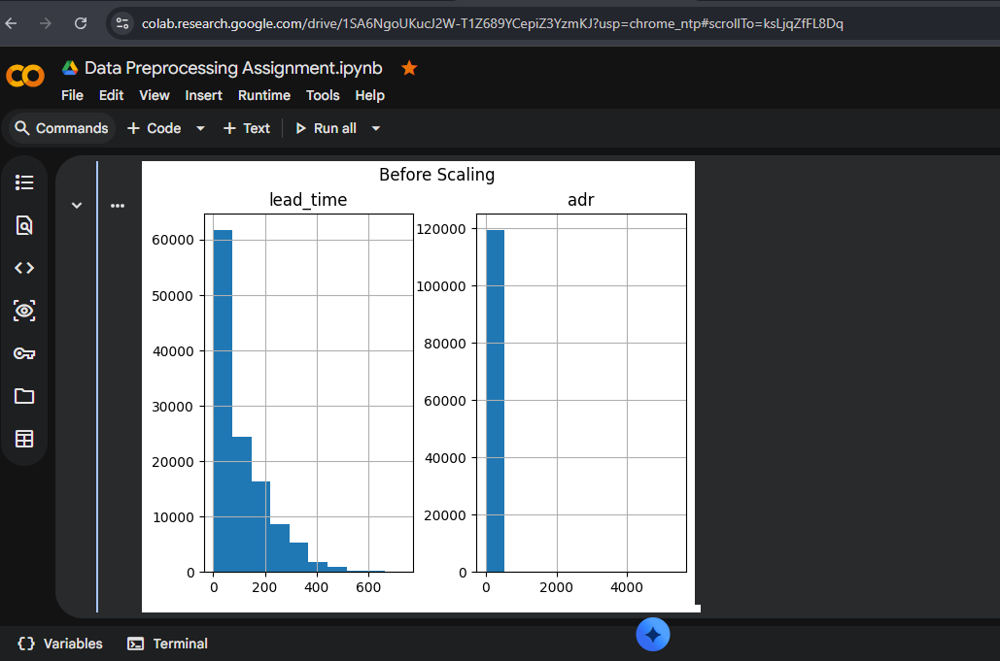 colab.research.google.com/drive/1SA6NgoUKucJ2W-T1Z689YCepiZ3YzmKJ?usp=chrome_ntp#scrollTo=ksLjqZfFL8Dq
Data Preprocessing Assignment.ipynb
File Edit View Insert Runtime Tools Help
Commands + Code + Text Run all
Before Scaling
lead_time adr
60000
50000
40000
30000
20000
10000
0
0 200 400 600
120000
100000
80000
60000
40000
20000
0
0 2000 4000
Variables Terminal